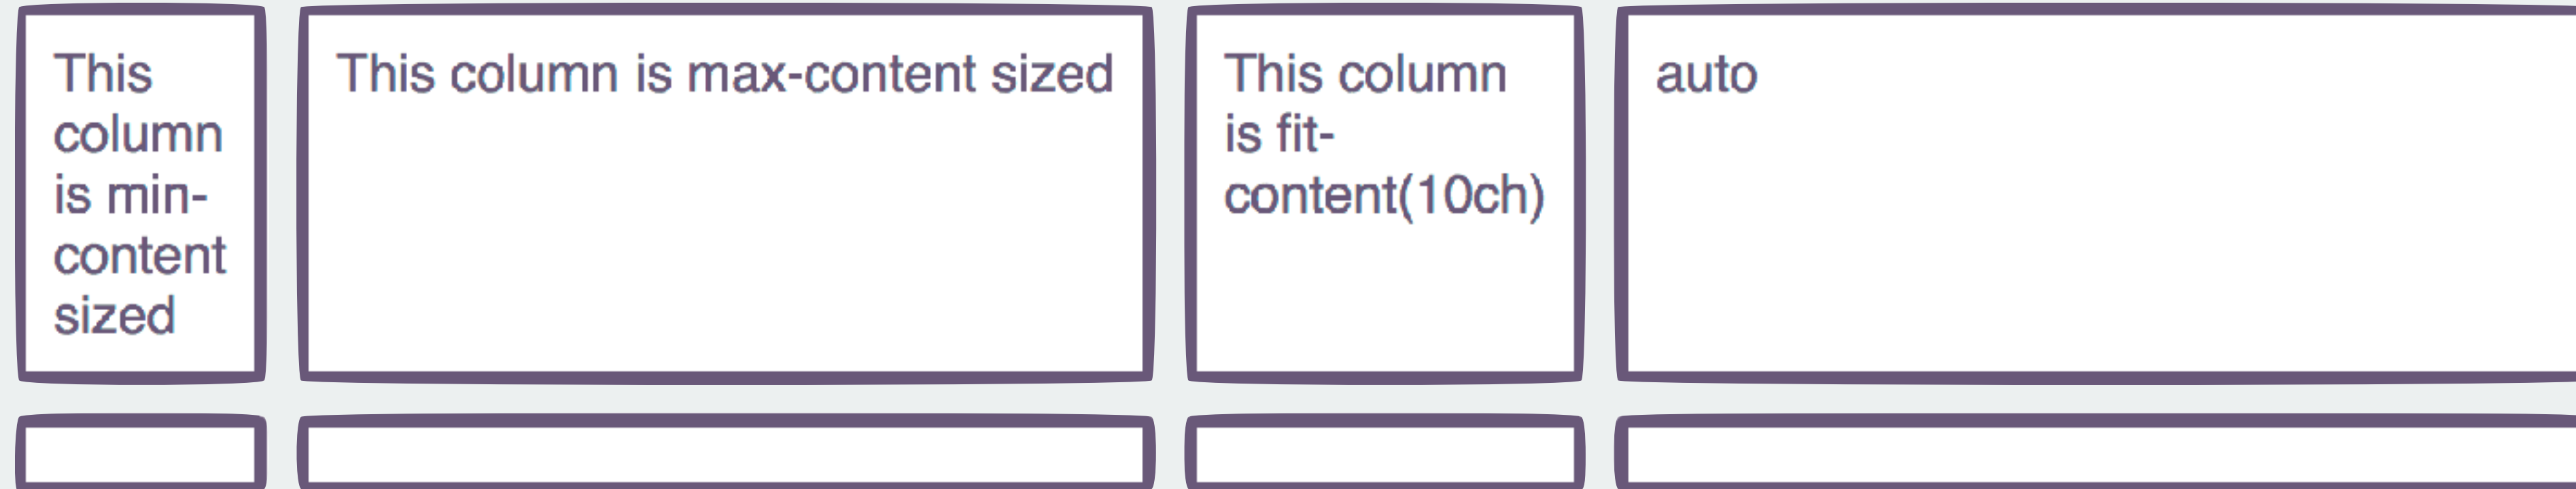 This
column
is min-
content
sized
This column is max-content sized
This column
is fit-
content(10ch)
auto